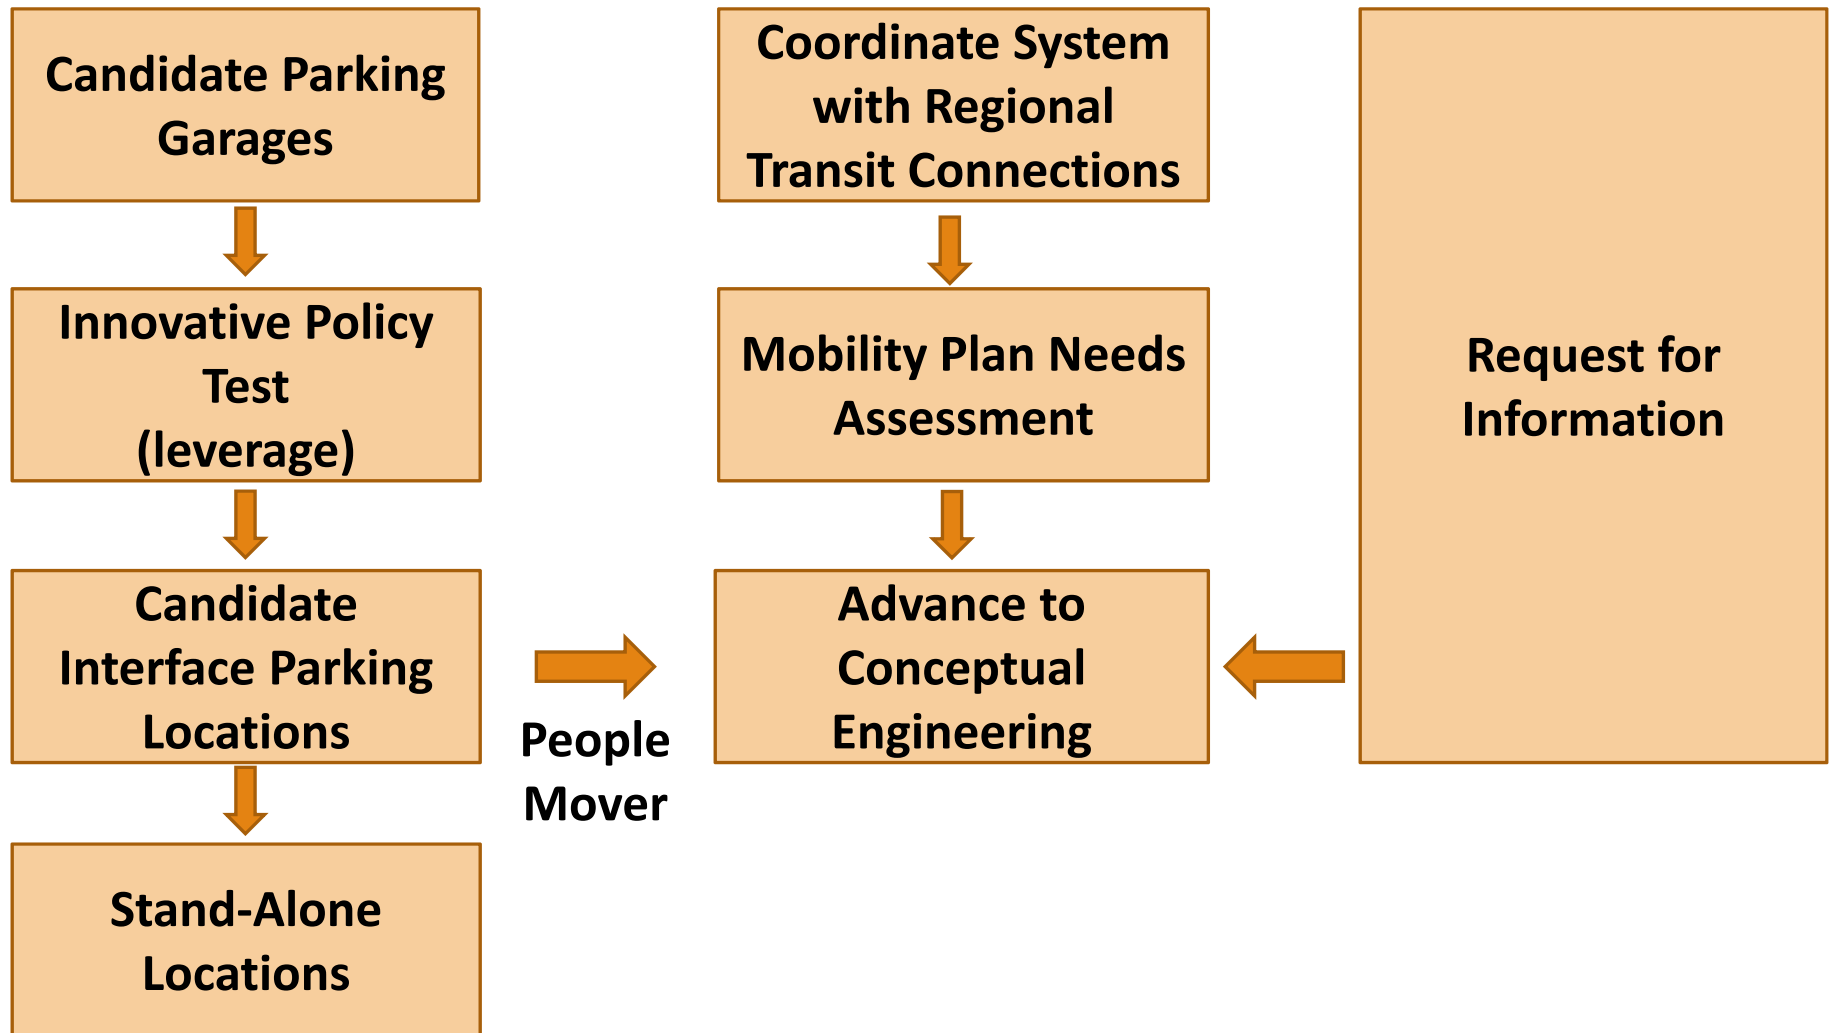 Candidate Parking
Garages
Innovative Policy
Test
(leverage)
Candidate
Interface Parking
Locations
Stand-Alone
Locations
People
Mover
Coordinate System
with Regional
Transit Connections
Mobility Plan Needs
Assessment
Advance to
Conceptual
Engineering
Request for
Information